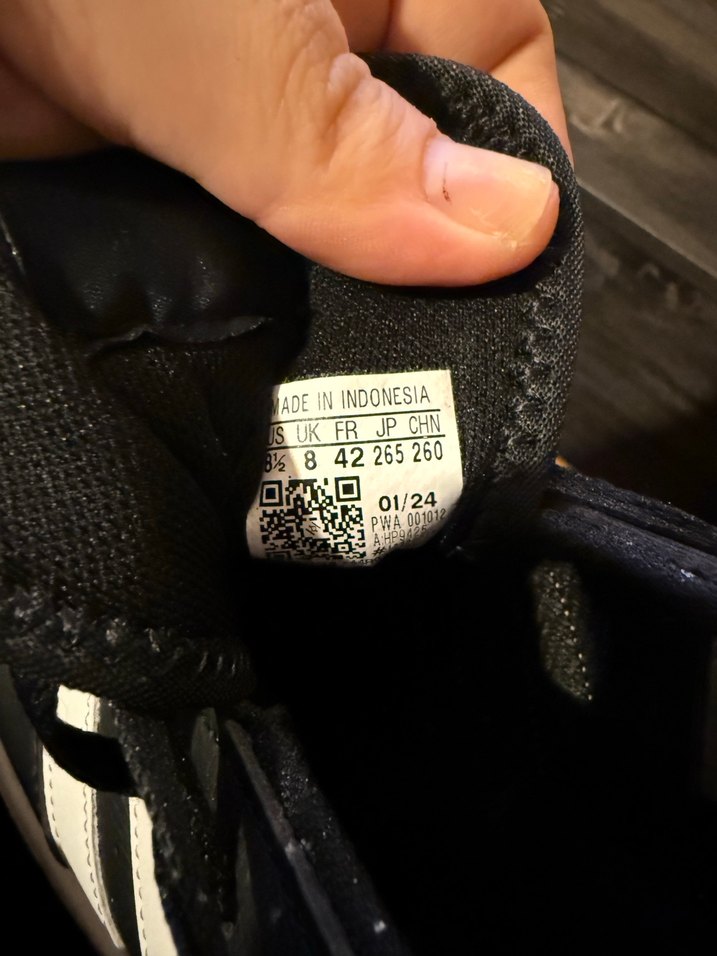 MADE IN INDONESIA
US UK FR JP CHN
8½ 8 42 265 260
01/24
PWA 001012